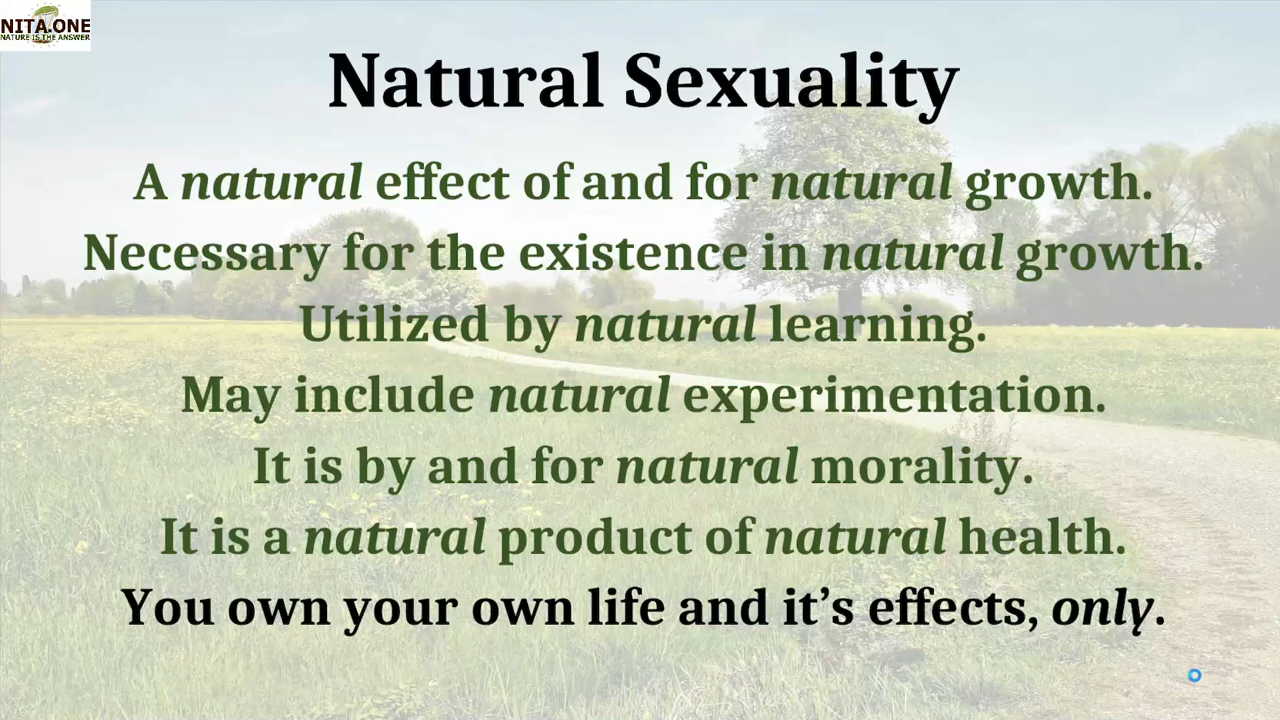 NITA.ONE
NATURE IS THE ANSWER
Natural Sexuality
A natural effect of and for natural growth.
Necessary for the existence in natural growth.
Utilized by natural learning.
May include natural experimentation.
It is by and for natural morality.
It is a natural product of natural health.
You own your own life and it’s effects, only.